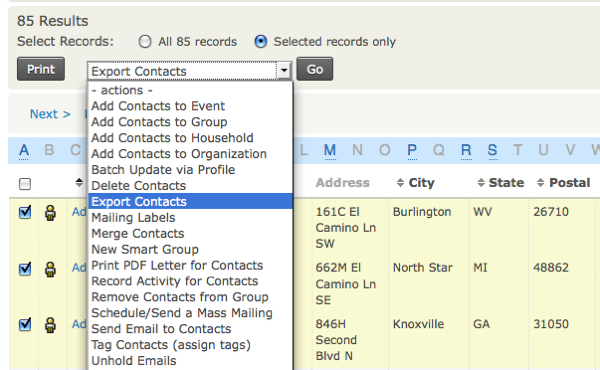 85 Results
Select Records: All 85 records Selected records only
Print Export Contacts Go
- actions -
Add Contacts to Event
Add Contacts to Group
Add Contacts to Household
Add Contacts to Organization
Batch Update via Profile
Delete Contacts
Export Contacts
Mailing Labels
Merge Contacts
New Smart Group
Print PDF Letter for Contacts
Record Activity for Contacts
Remove Contacts from Group
Schedule/Send a Mass Mailing
Send Email to Contacts
Tag Contacts (assign tags)
Unhold Emails
Next >
A B C L M N O P Q R S T U V W
Address City State Postal
Ad 161C El Burlington WV 26710
Camino Ln
SW
Ad 662M El North Star MI 48862
Camino Ln
SE
Ad 846H Knoxville GA 31050
Second
Blvd N